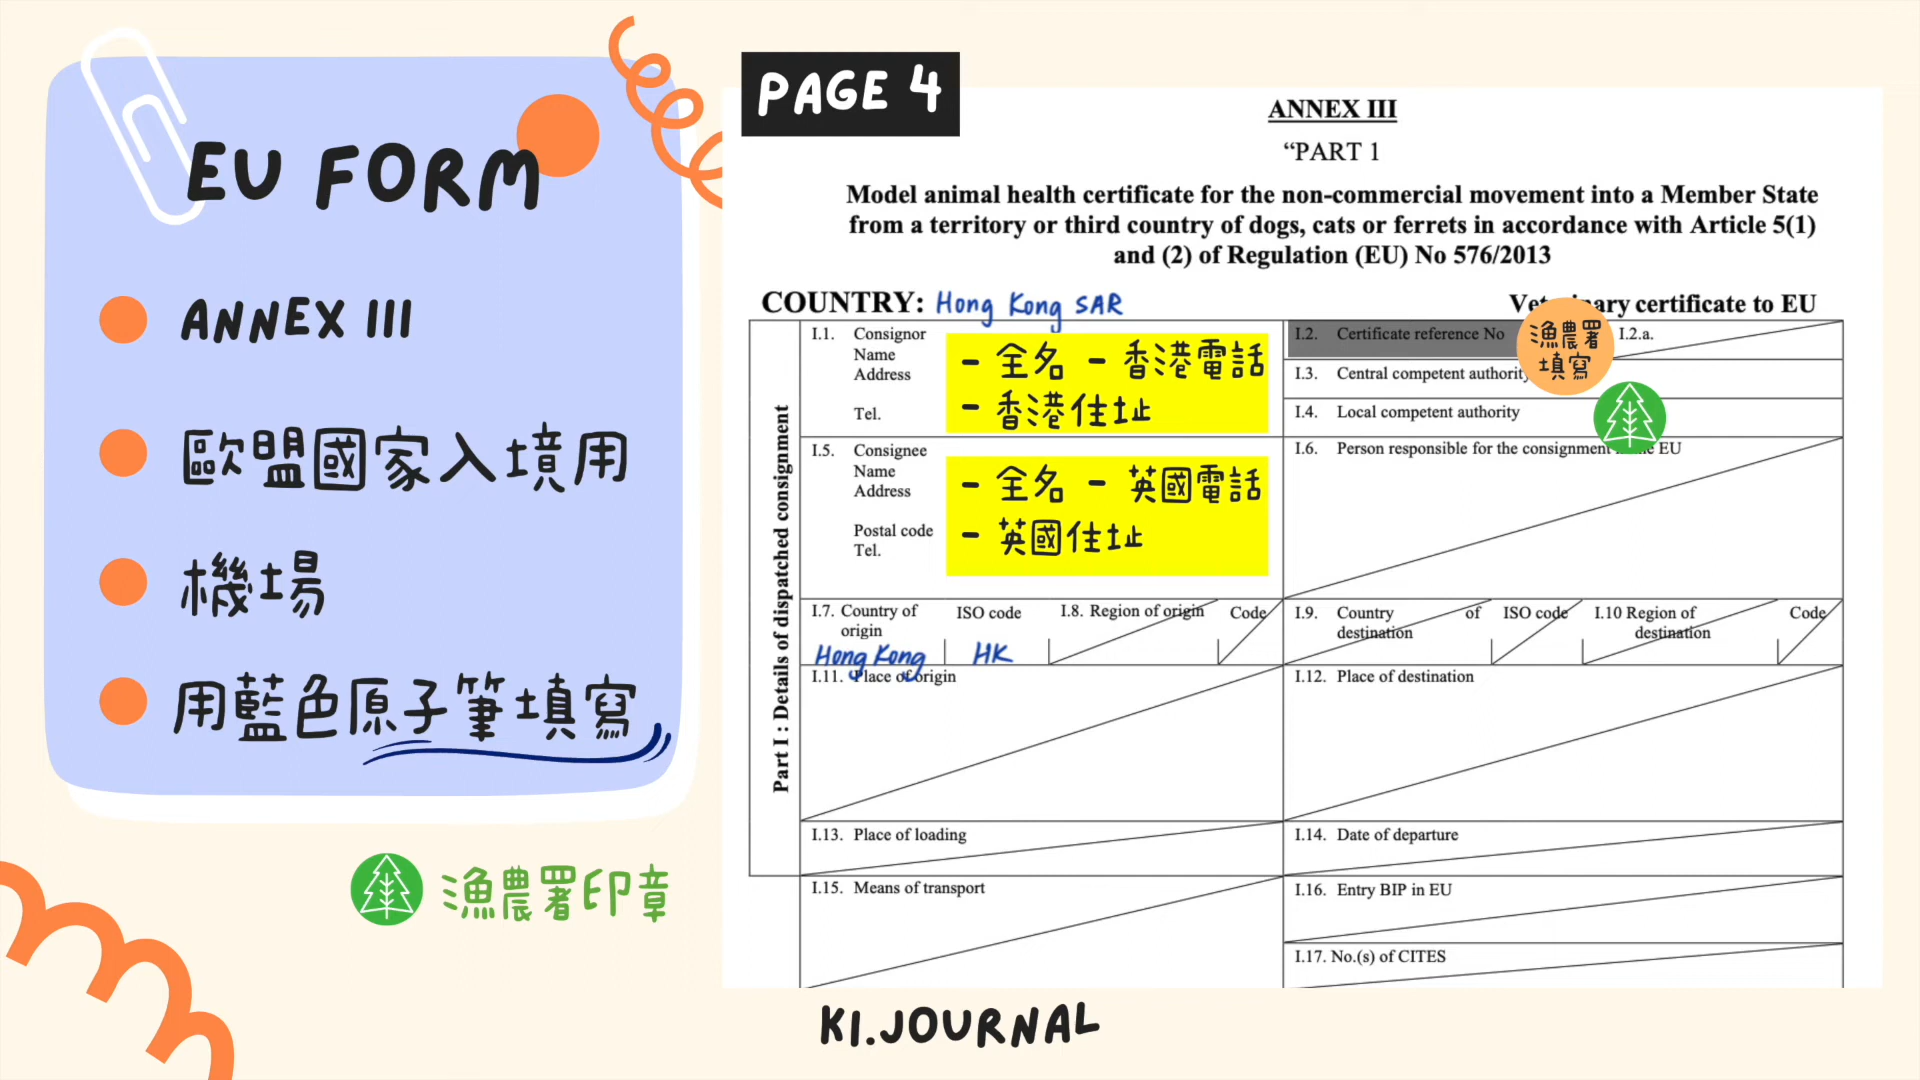 EU FORM
ANNEX III
歐盟國家入境用
機場
用藍色原子筆填寫
漁農署印章
PAGE 4
ANNEX III
“PART 1
Model animal health certificate for the non-commercial movement into a Member State
from a territory or third country of dogs, cats or ferrets in accordance with Article 5(1)
and (2) of Regulation (EU) No 576/2013
COUNTRY: Hong Kong SAR
Veterinary certificate to EU
Part I : Details of dispatched consignment
I.1. Consignor
Name
Address
Tel.
- 全名 - 香港電話
- 香港住址
I.2. Certificate reference No
漁農署
填寫
I.2.a.
I.3. Central competent authority
I.4. Local competent authority
I.5. Consignee
Name
Address
Postal code
Tel.
- 全名 - 英國電話
- 英國住址
I.6. Person responsible for the consignment in the EU
I.7. Country of origin
Hong Kong
ISO code
HK
I.8. Region of origin
Code
I.9. Country of destination
ISO code
I.10 Region of destination
Code
I.11. Place of origin
I.12. Place of destination
I.13. Place of loading
I.14. Date of departure
I.15. Means of transport
I.16. Entry BIP in EU
I.17. No.(s) of CITES
KI.JOURNAL